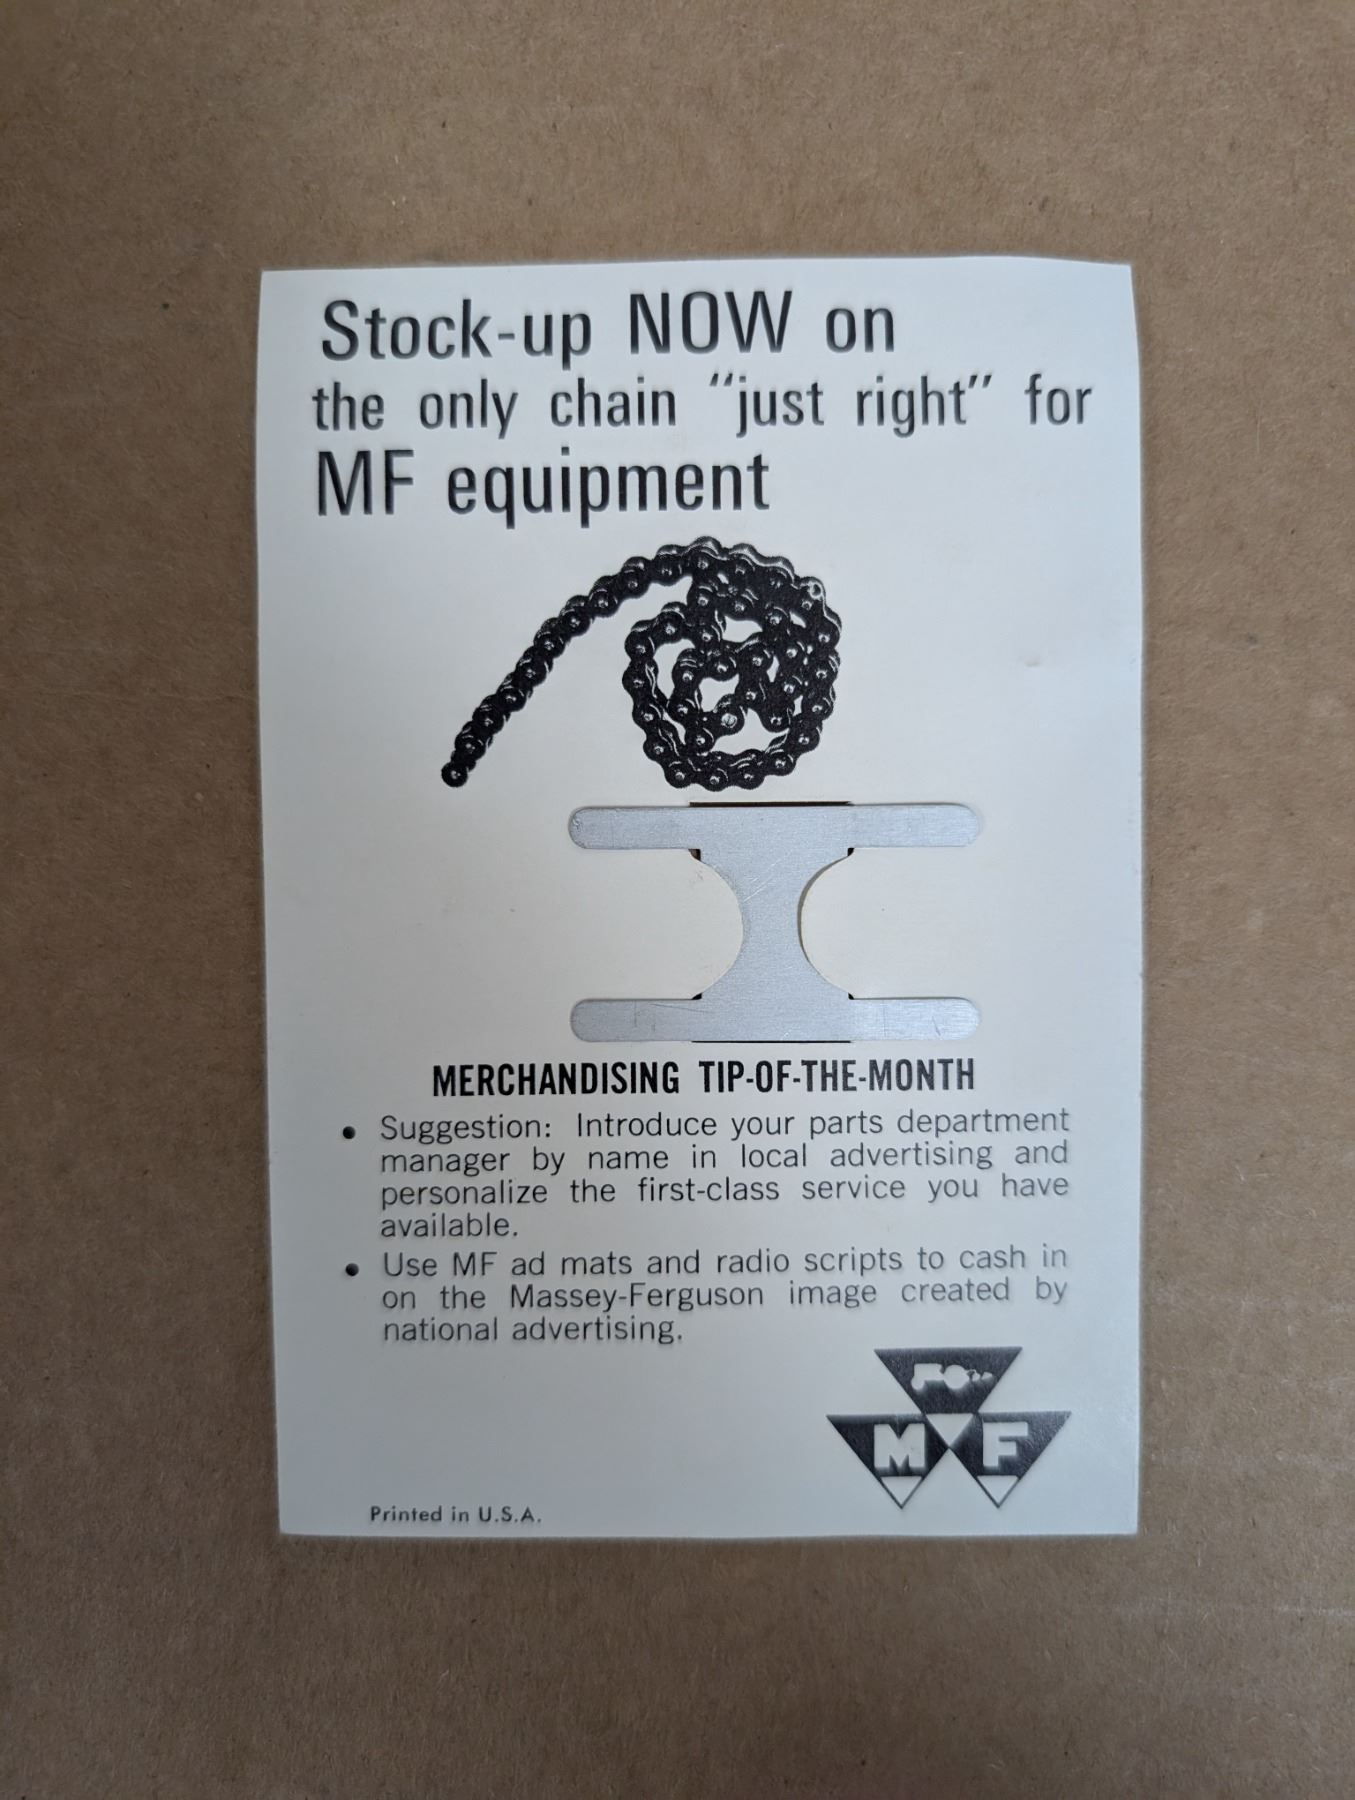 Stock-up NOW on
the only chain “just right” for
MF equipment
MERCHANDISING TIP-OF-THE-MONTH
• Suggestion: Introduce your parts department
manager by name in local advertising and
personalize the first-class service you have
available.
• Use MF ad mats and radio scripts to cash in
on the Massey-Ferguson image created by
national advertising.
M F
Printed in U.S.A.